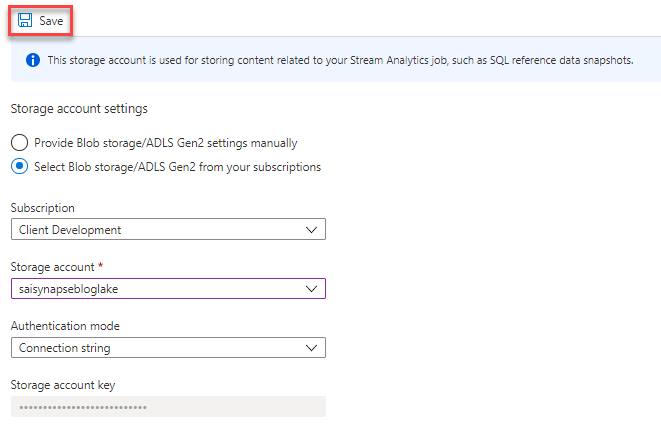 Save
This storage account is used for storing content related to your Stream Analytics job, such as SQL reference data snapshots.
Storage account settings
Provide Blob storage/ADLS Gen2 settings manually
Select Blob storage/ADLS Gen2 from your subscriptions
Subscription
Client Development
Storage account *
saisynapsebloglake
Authentication mode
Connection string
Storage account key
•••••••••••••••••••••••••••